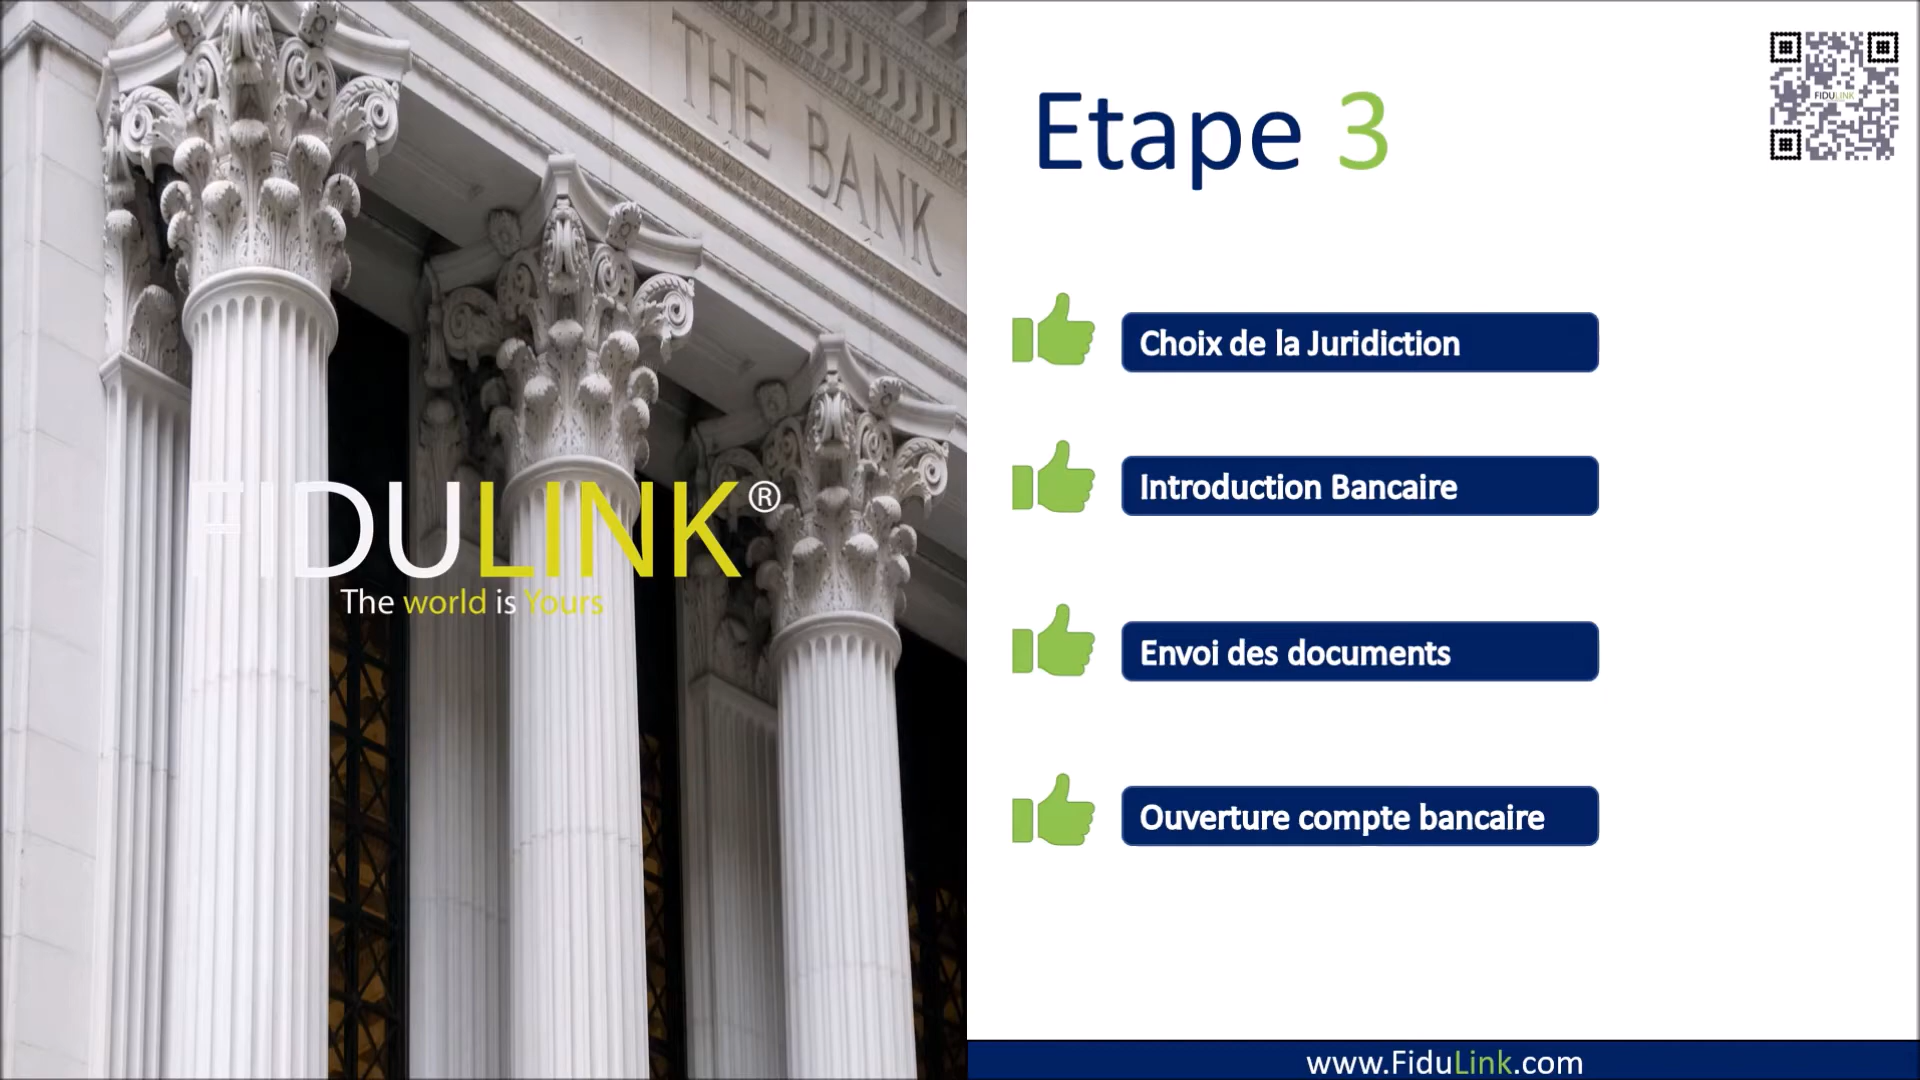 THE BANK
FIDULINK®
The world is Yours
Etape 3
FIDULINK
Choix de la Juridiction
Introduction Bancaire
Envoi des documents
Ouverture compte bancaire
www.FiduLink.com